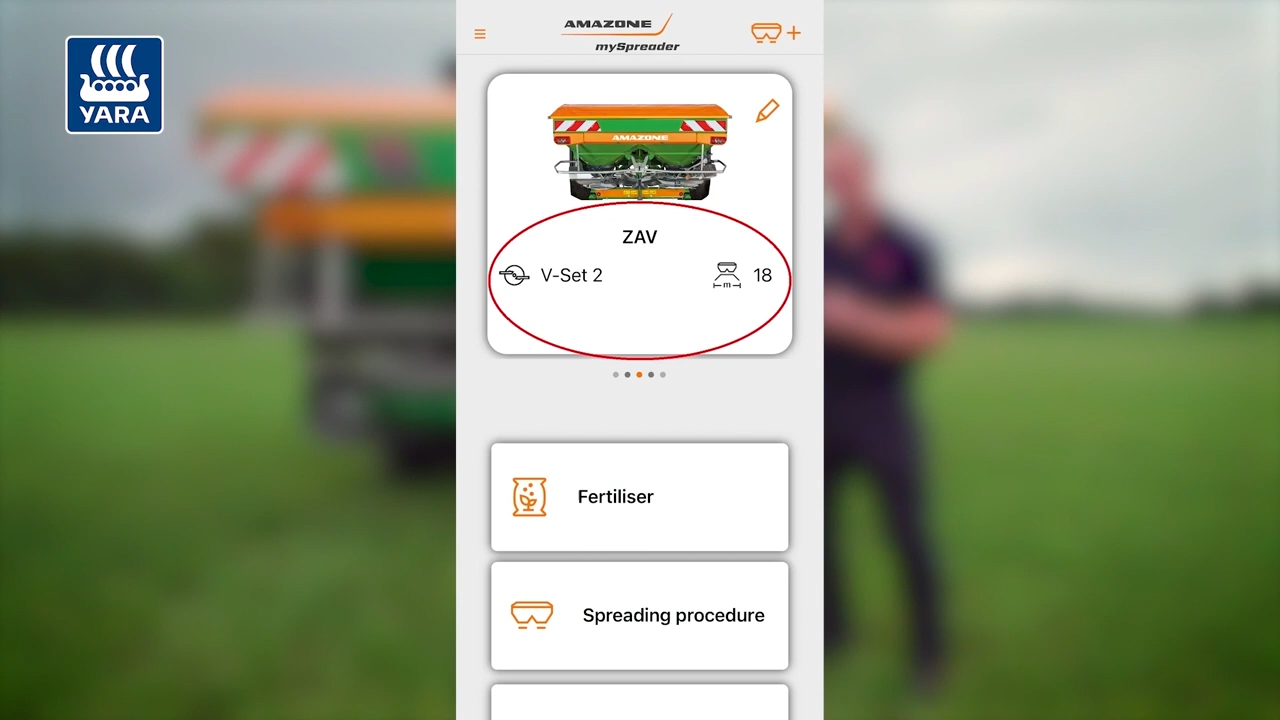 YARA
AMAZONE
mySpreader
AMAZONE
ZAV
V-Set 2
m
18
Fertiliser
Spreading procedure